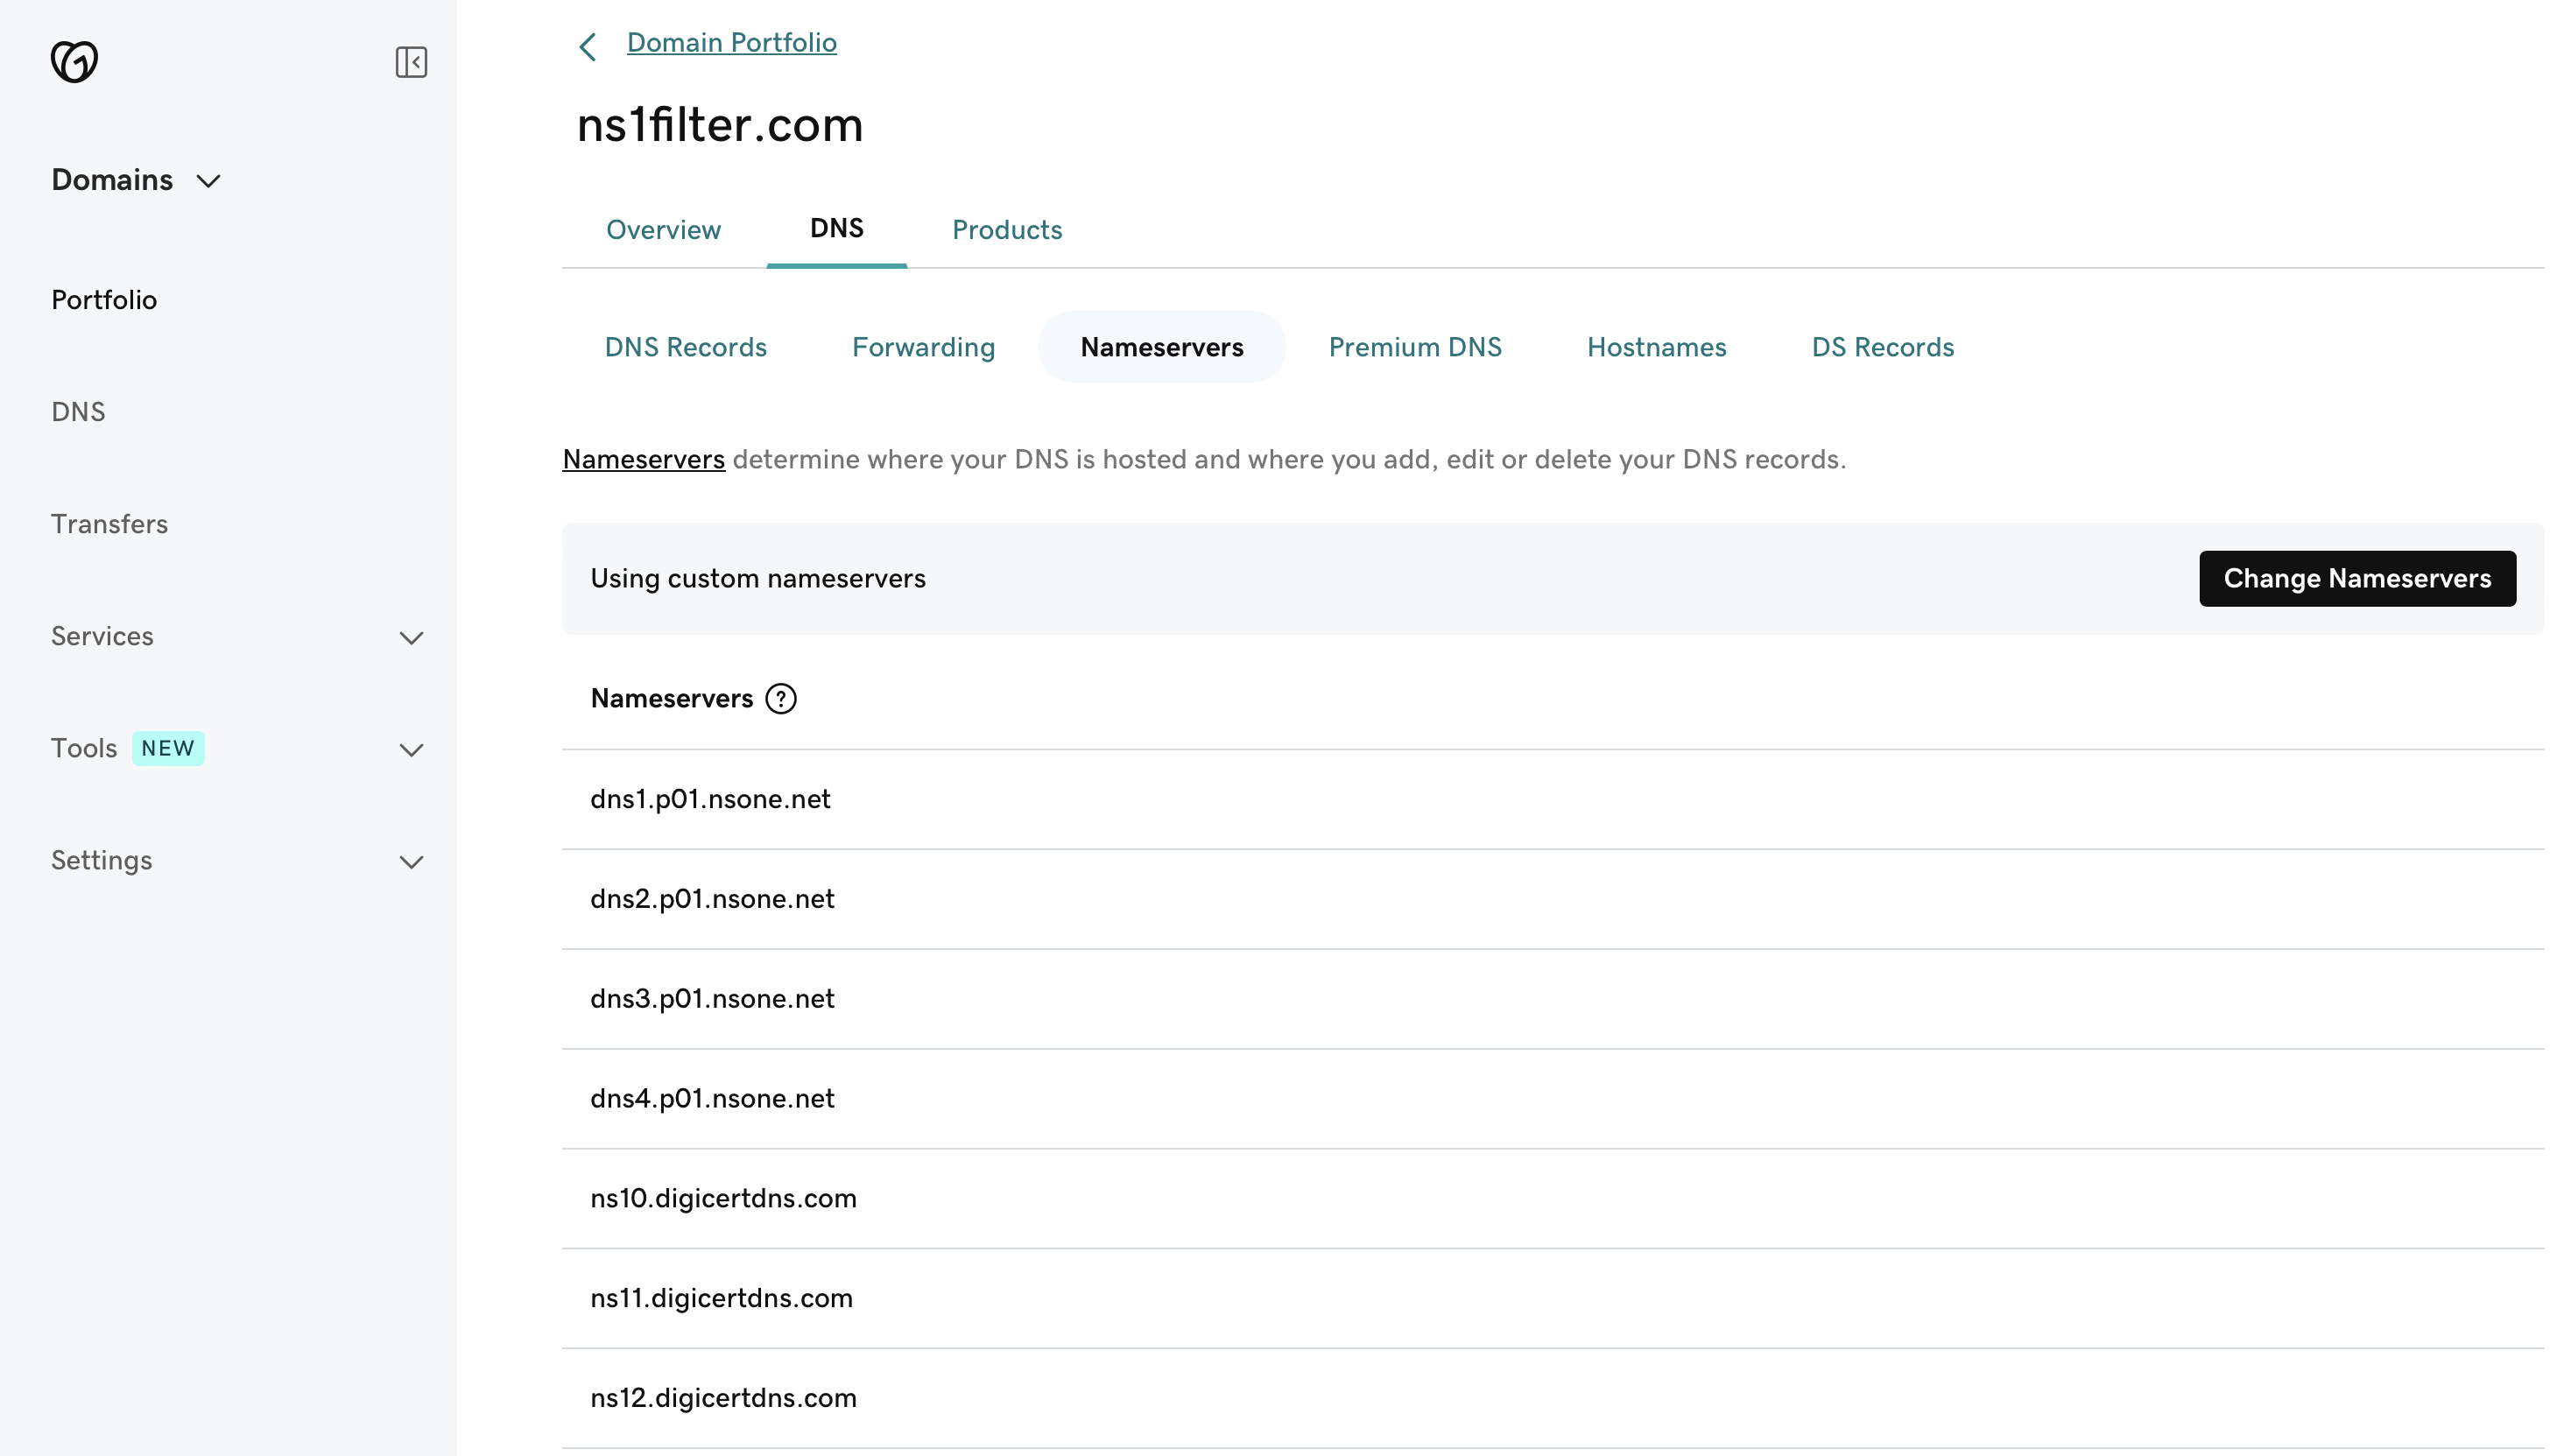 Domain Portfolio
ns1filter.com
Domains
Overview DNS Products
Portfolio
DNS Records Forwarding Nameservers Premium DNS Hostnames DS Records
DNS
Nameservers determine where your DNS is hosted and where you add, edit or delete your DNS records.
Transfers
Using custom nameservers Change Nameservers
Services
Nameservers ?
Tools NEW
dns1.p01.nsone.net
Settings
dns2.p01.nsone.net
dns3.p01.nsone.net
dns4.p01.nsone.net
ns10.digicertdns.com
ns11.digicertdns.com
ns12.digicertdns.com